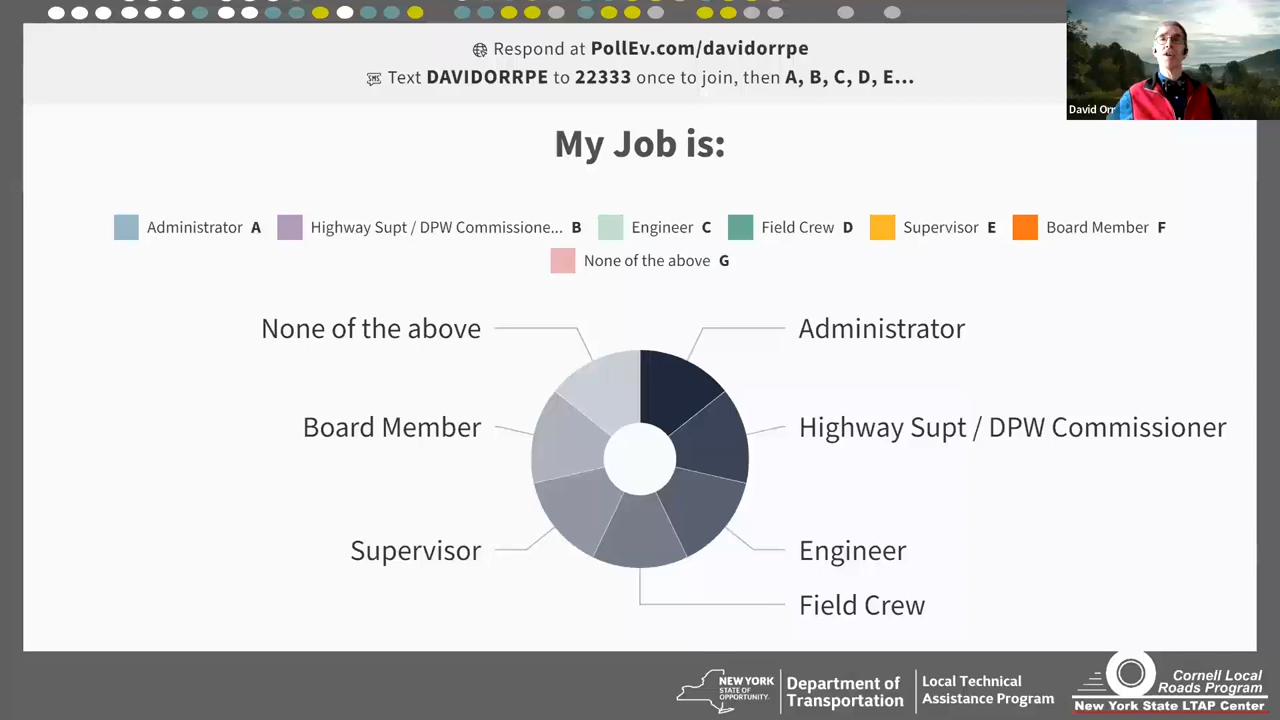 Respond at PollEv.com/davidorrpe
Text DAVIDORRPE to 22333 once to join, then A, B, C, D, E...
David Orr
My Job is:
Administrator A
Highway Supt / DPW Commissione... B
Engineer C
Field Crew D
Supervisor E
Board Member F
None of the above G
None of the above
Administrator
Board Member
Highway Supt / DPW Commissioner
Supervisor
Engineer
Field Crew
NEW YORK
STATE OF
OPPORTUNITY.
Department of
Transportation
Local Technical
Assistance Program
Cornell Local
Roads Program
New York State LTAP Center